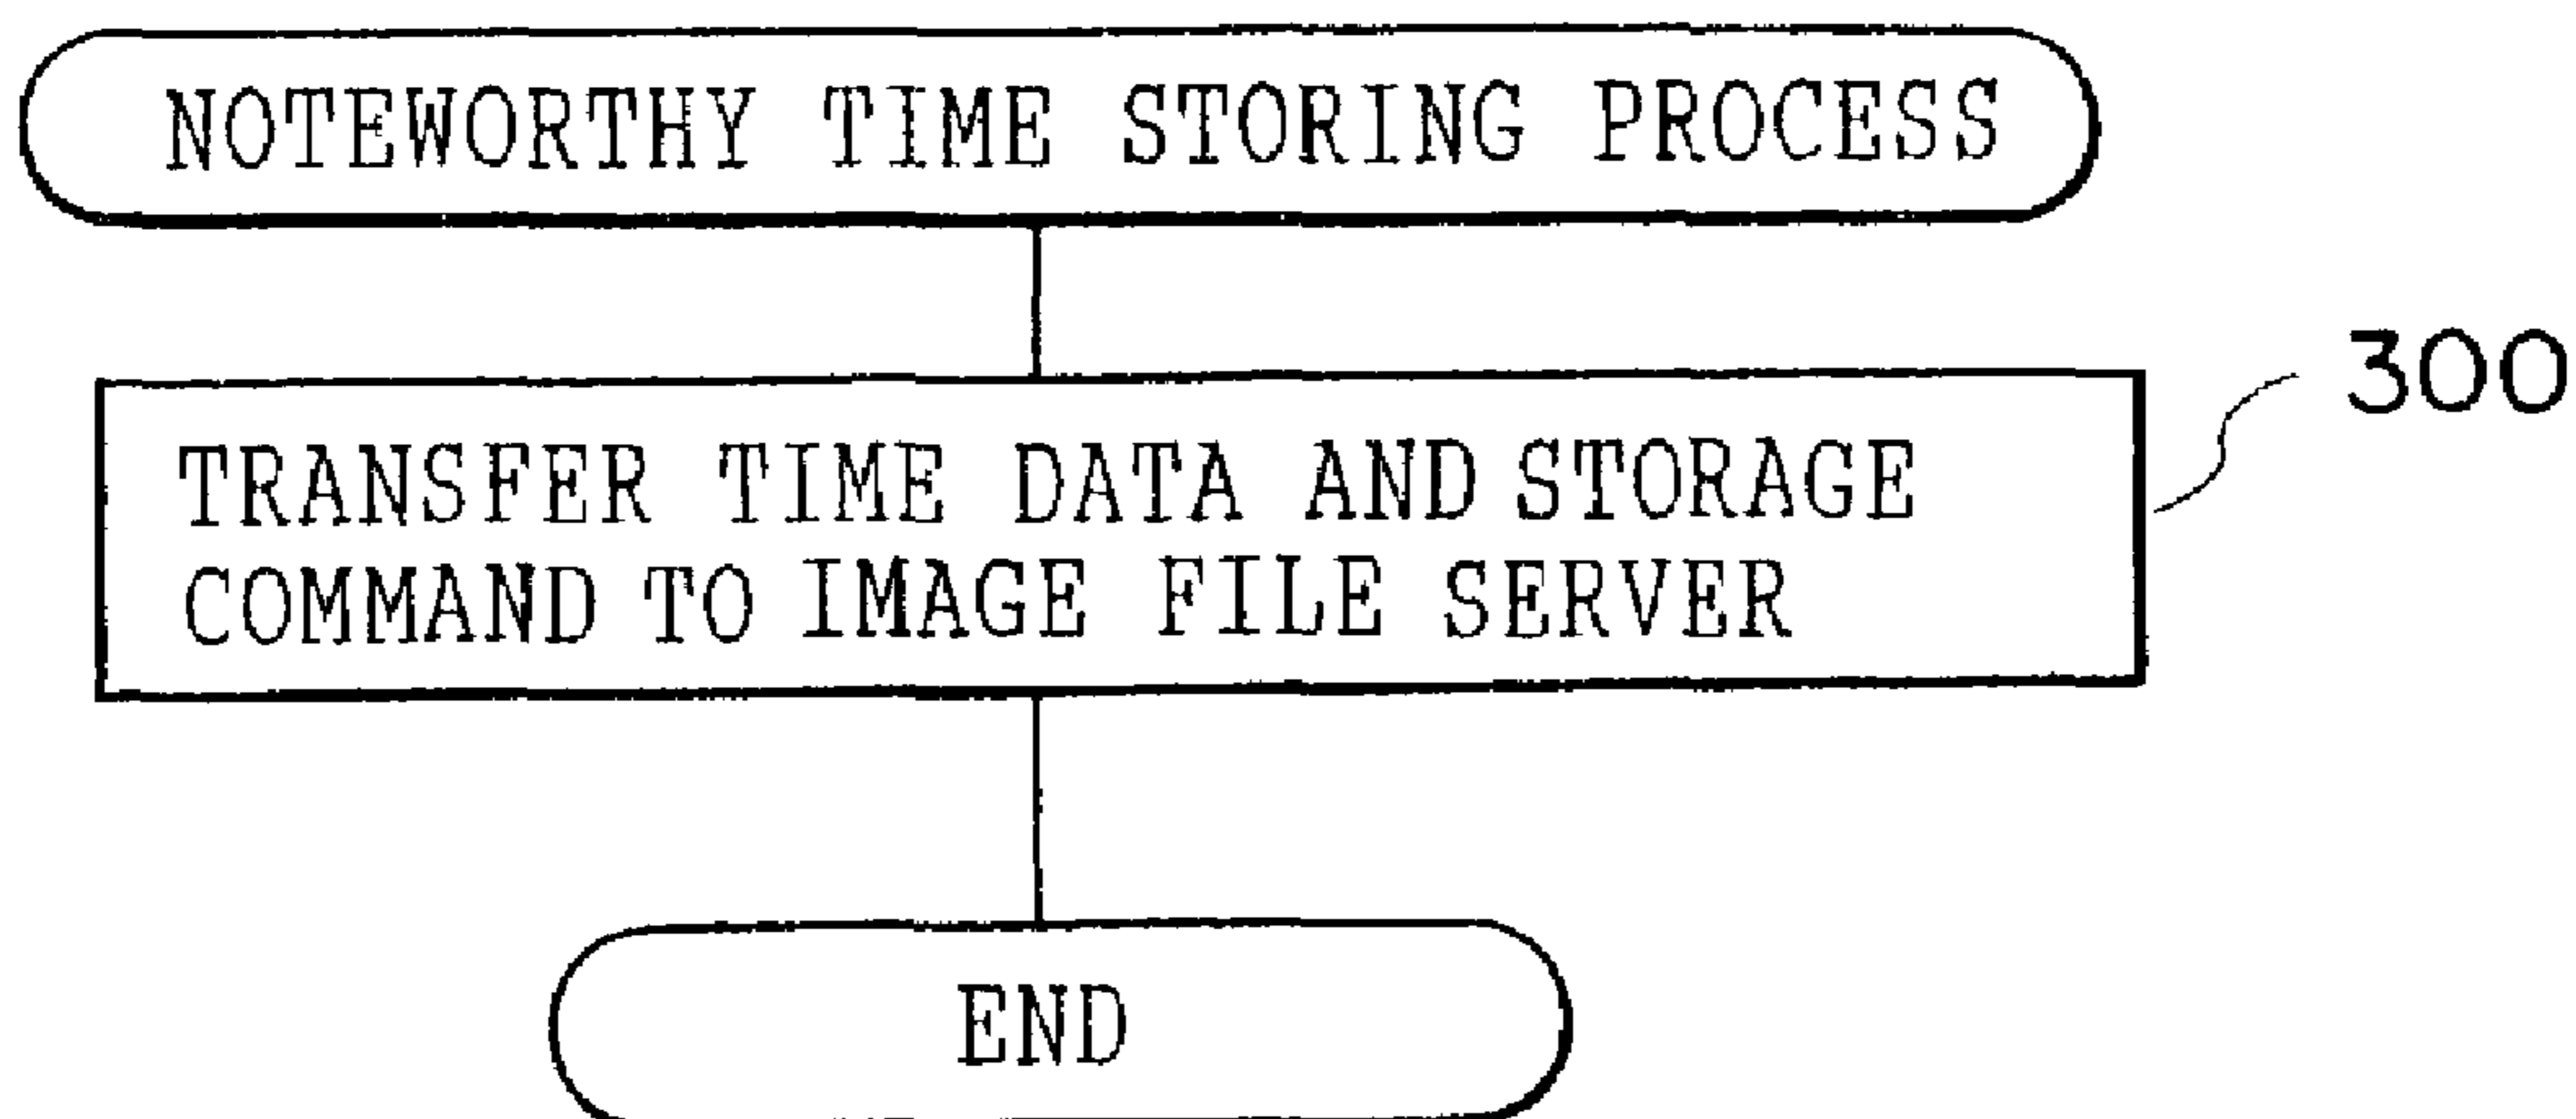 NOTEWORTHY TIME STORING PROCESS
300
TRANSFER TIME DATA AND STORAGE
COMMAND TO IMAGE FILE SERVER
END